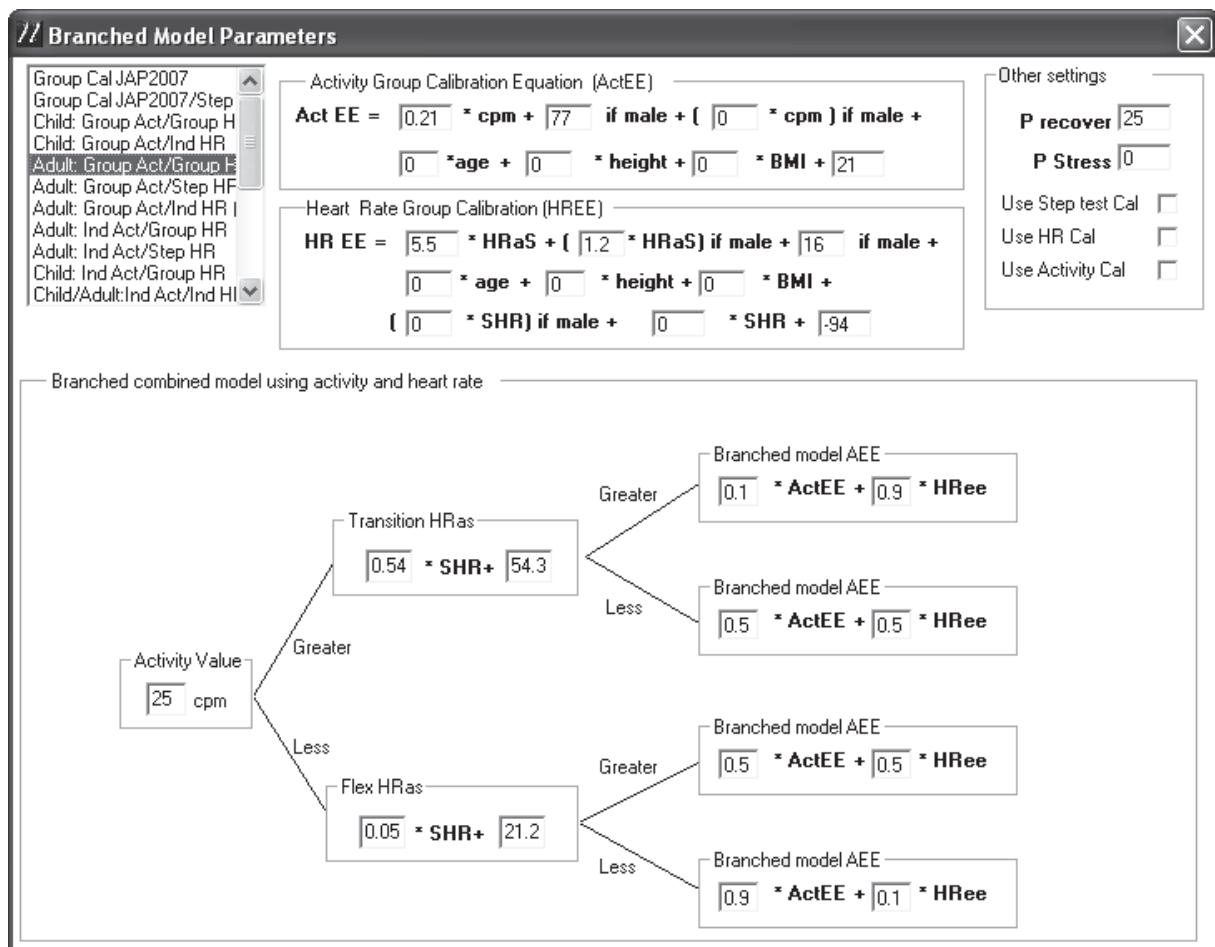 Branched Model Parameters
Group Cal JAP2007
Group Cal JAP2007/Step
Child: Group Act/Group H
Child: Group Act/Ind HR
Adult: Group Act/Group H
Adult: Group Act/Step HF
Adult: Group Act/Ind HR (
Adult: Ind Act/Group HR
Adult: Ind Act/Step HR
Child: Ind Act/Group HR
Child/Adult:Ind Act/Ind HI
Activity Group Calibration Equation (ActEE)
Act EE = 0.21 * cpm + 77 if male + ( 0 * cpm ) if male +
0 *age + 0 * height + 0 * BMI + 21
Heart Rate Group Calibration (HREE)
HR EE = 5.5 * HRaS + ( 1.2 * HRaS) if male + 16 if male +
0 * age + 0 * height + 0 * BMI +
( 0 * SHR) if male + 0 * SHR + -94
Other settings
P recover 25
P Stress 0
Use Step test Cal
Use HR Cal
Use Activity Cal
Branched combined model using activity and heart rate
Activity Value
25 cpm
Greater
Less
Transition HRas
0.54 * SHR+ 54.3
Greater
Less
Flex HRas
0.05 * SHR+ 21.2
Greater
Less
Branched model AEE
0.1 * ActEE + 0.9 * HRee
Branched model AEE
0.5 * ActEE + 0.5 * HRee
Branched model AEE
0.5 * ActEE + 0.5 * HRee
Branched model AEE
0.9 * ActEE + 0.1 * HRee